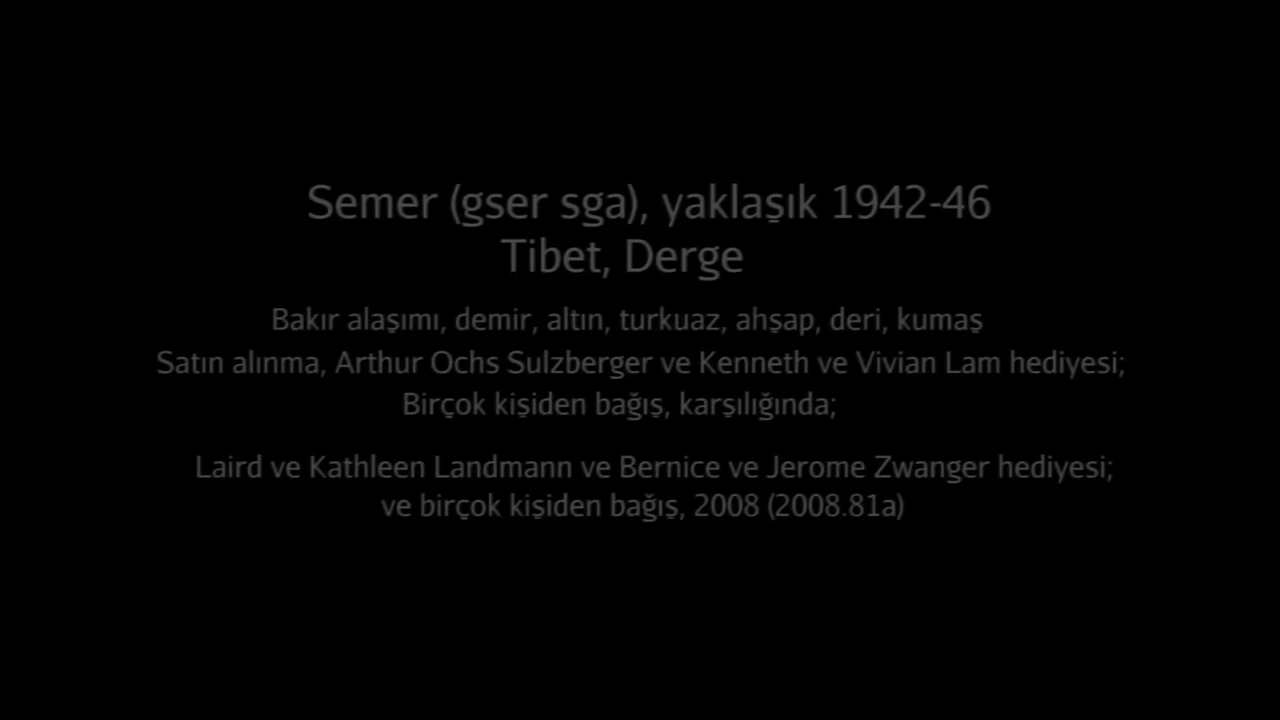 Semer (gser sga), yaklaşık 1942-46
Tibet, Derge
Bakır alaşımı, demir, altın, turkuaz, ahşap, deri, kumaş
Satın alınma, Arthur Ochs Sulzberger ve Kenneth ve Vivian Lam hediyesi;
Birçok kişiden bağış, karşılığında;
Laird ve Kathleen Landmann ve Bernice ve Jerome Zwanger hediyesi;
ve birçok kişiden bağış, 2008 (2008.81a)